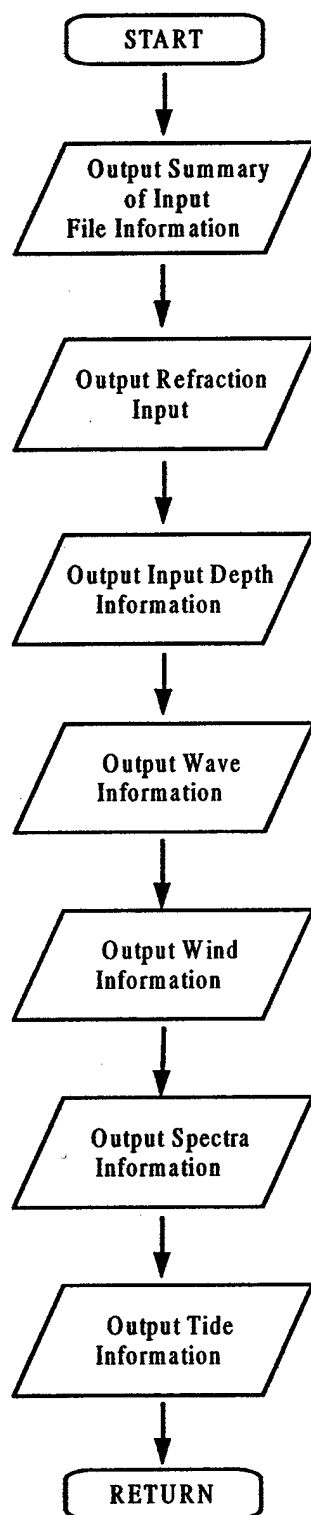 START
Output Summary
of Input
File Information
Output Refraction
Input
Output Input Depth
Information
Output Wave
Information
Output Wind
Information
Output Spectra
Information
Output Tide
Information
RETURN